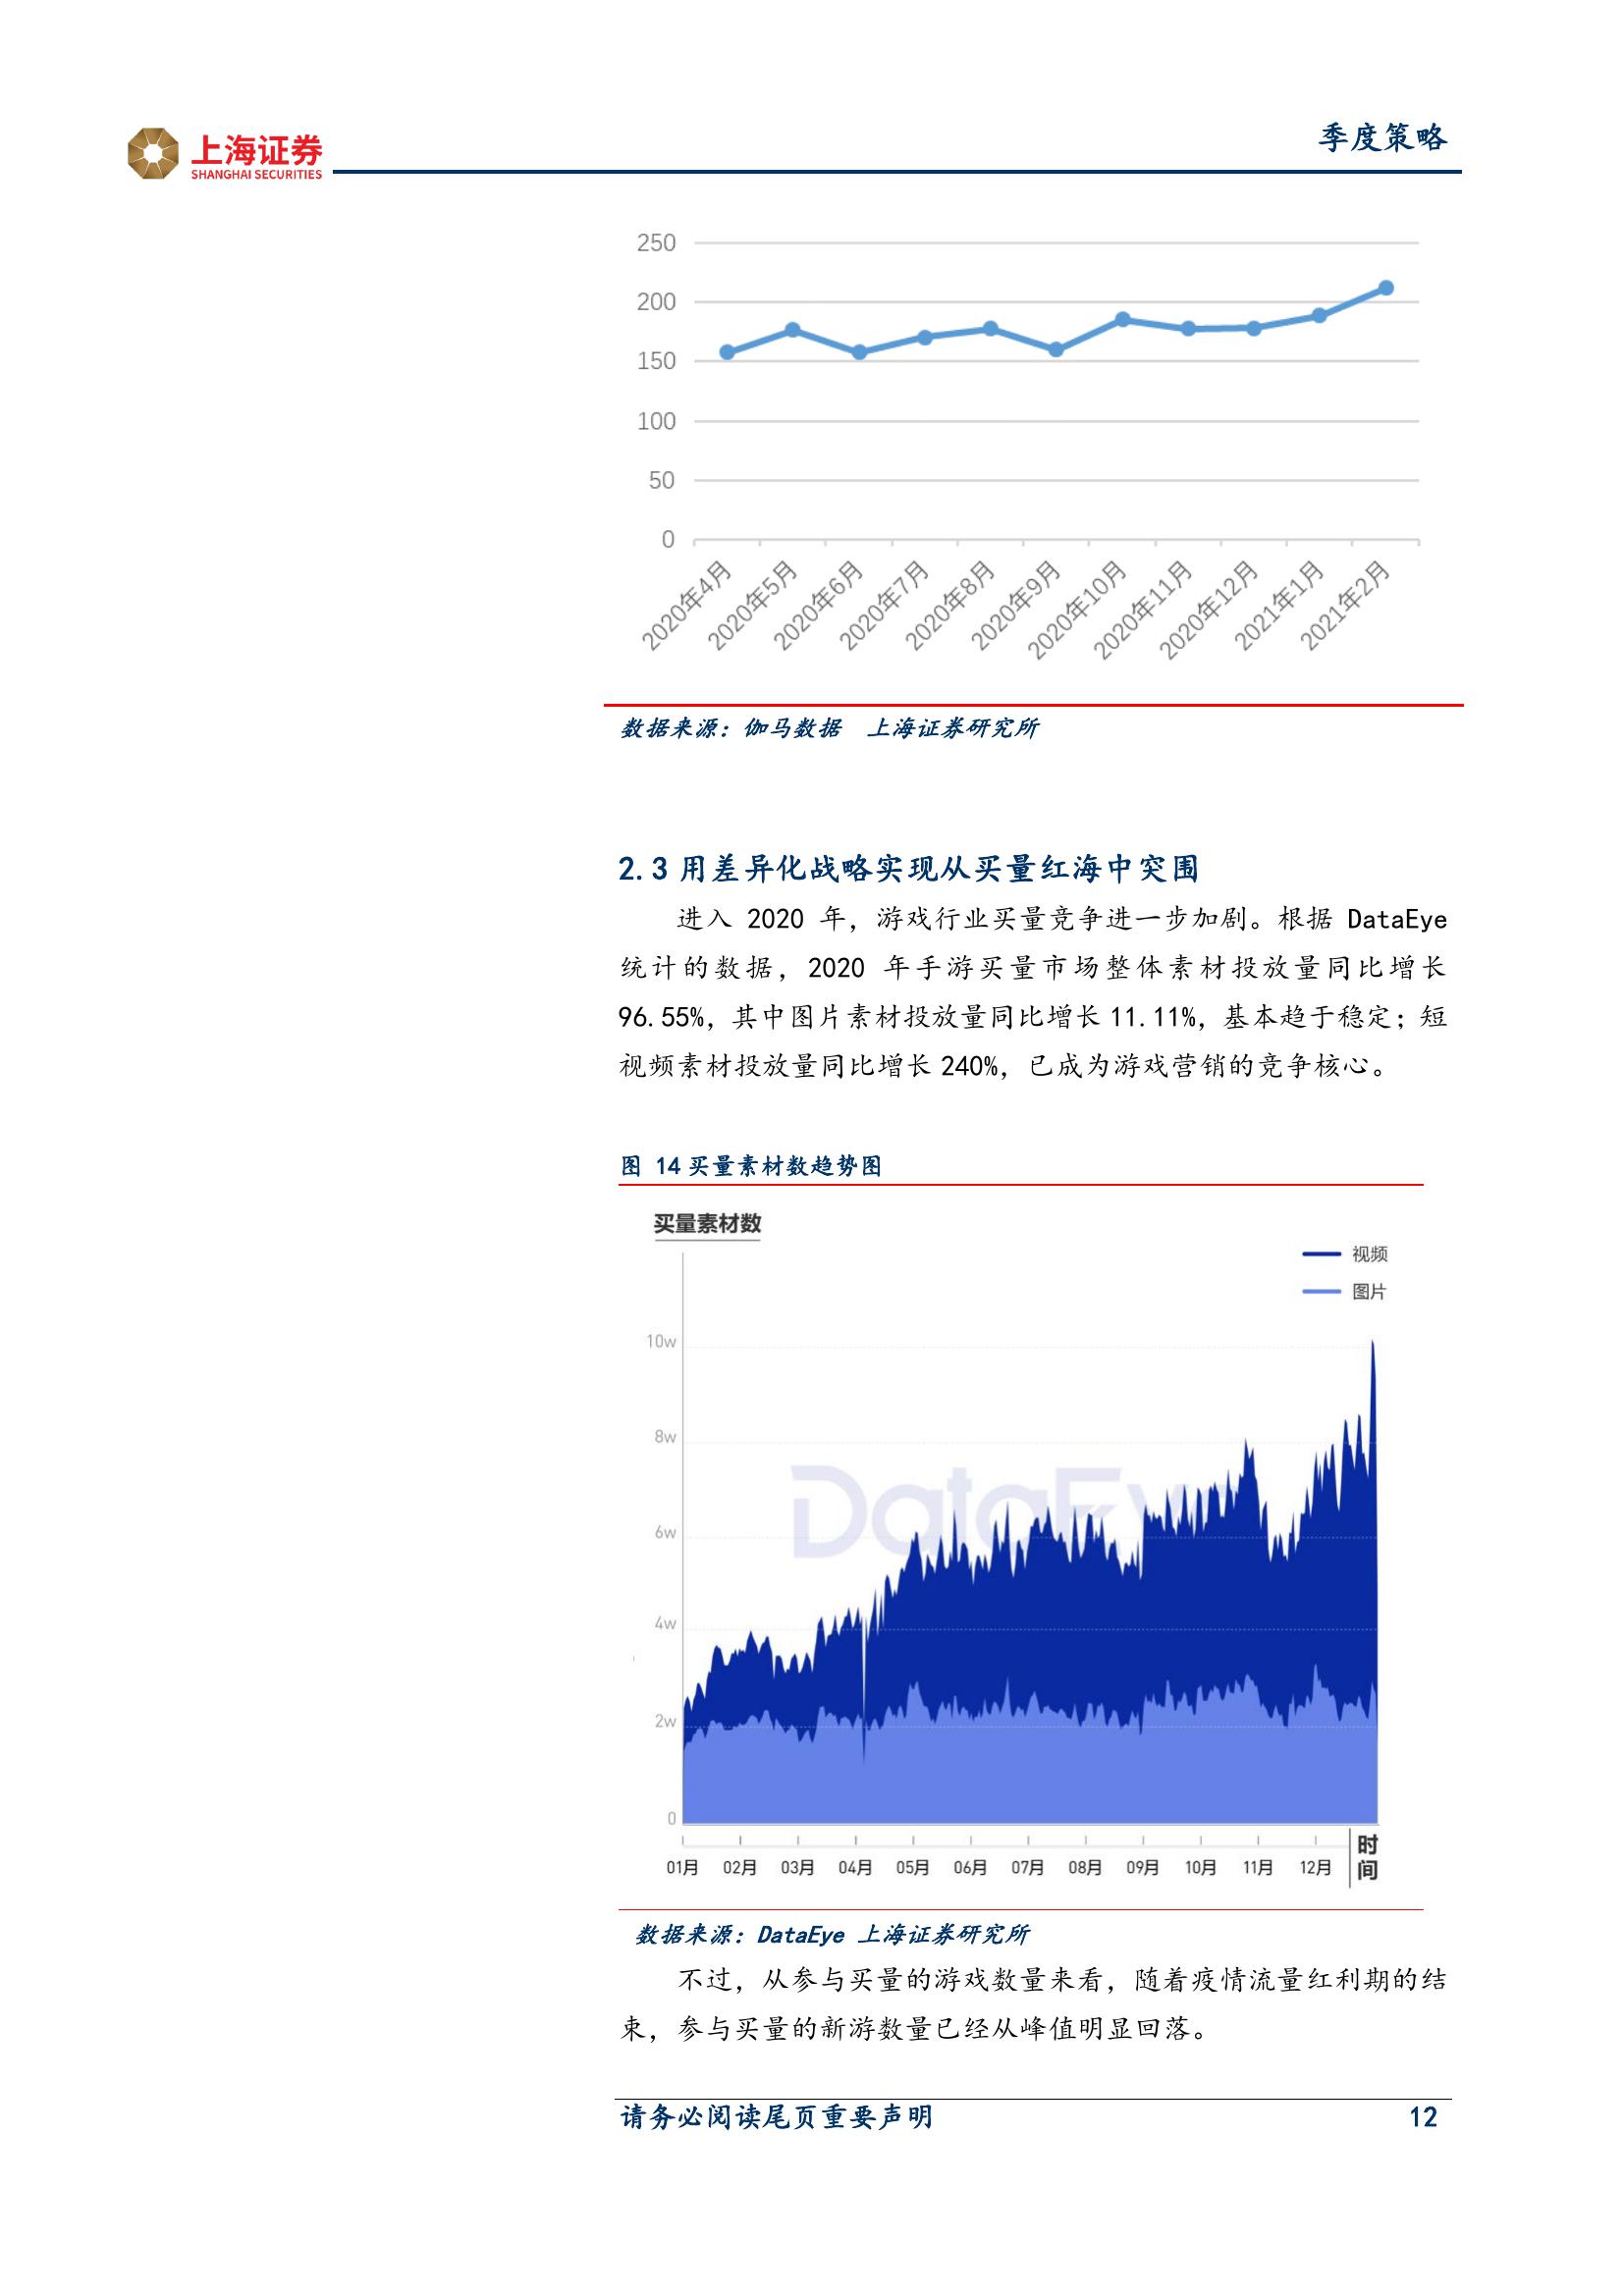 上海证券
SHANGHAI SECURITIES
季度策略
250
200
150
100
50
0
2020年4月
2020年5月
2020年6月
2020年7月
2020年8月
2020年9月
2020年10月
2020年11月
2020年12月
2021年1月
2021年2月
数据来源：伽马数据 上海证券研究所
2.3 用差异化战略实现从买量红海中突围
进入 2020 年，游戏行业买量竞争进一步加剧。根据 DataEye
统计的数据，2020 年手游买量市场整体素材投放量同比增长
96.55%，其中图片素材投放量同比增长 11.11%，基本趋于稳定；短
视频素材投放量同比增长 240%，已成为游戏营销的竞争核心。
图 14 买量素材数趋势图
买量素材数
视频
图片
10w
8w
6w
4w
2w
0
DataEy
01月 02月 03月 04月 05月 06月 07月 08月 09月 10月 11月 12月
时间
数据来源：DataEye 上海证券研究所
不过，从参与买量的游戏数量来看，随着疫情流量红利期的结
束，参与买量的新游数量已经从峰值明显回落。
请务必阅读尾页重要声明 12